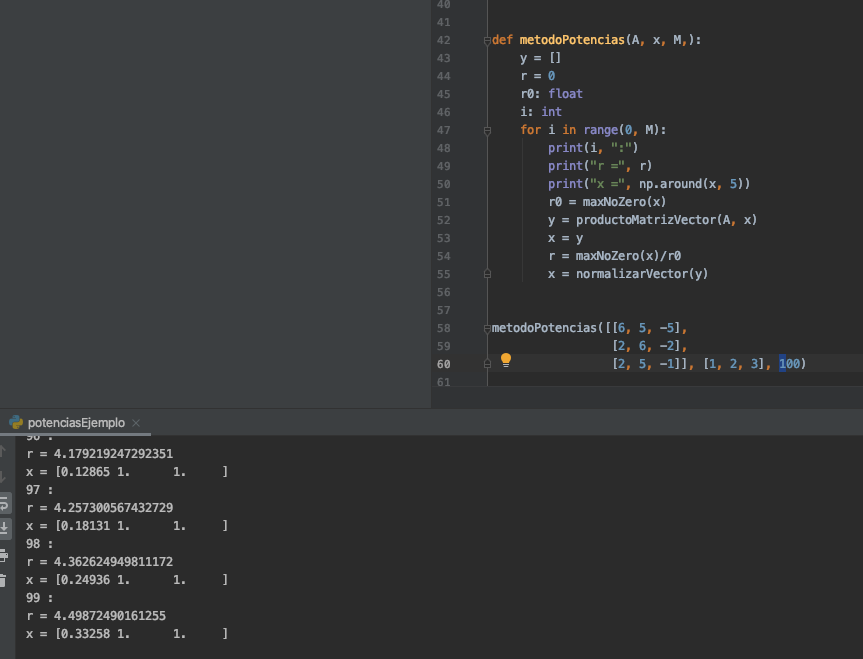 40
41
42 def metodoPotencias(A, x, M,):
43     y = []
44     r = 0
45     r0: float
46     i: int
47     for i in range(0, M):
48         print(i, ":")
49         print("r =", r)
50         print("x =", np.around(x, 5))
51         r0 = maxNoZero(x)
52         y = productoMatrizVector(A, x)
53         x = y
54         r = maxNoZero(x)/r0
55         x = normalizarVector(y)
56
57
58 metodoPotencias([[6, 5, -5],
59                  [2, 6, -2],
60                  [2, 5, -1]], [1, 2, 3], 100)
61
potenciasEjemplo ×
96 :
r = 4.179219247292351
x = [0.12865 1.      1.     ]
97 :
r = 4.257300567432729
x = [0.18131 1.      1.     ]
98 :
r = 4.362624949811172
x = [0.24936 1.      1.     ]
99 :
r = 4.49872490161255
x = [0.33258 1.      1.     ]